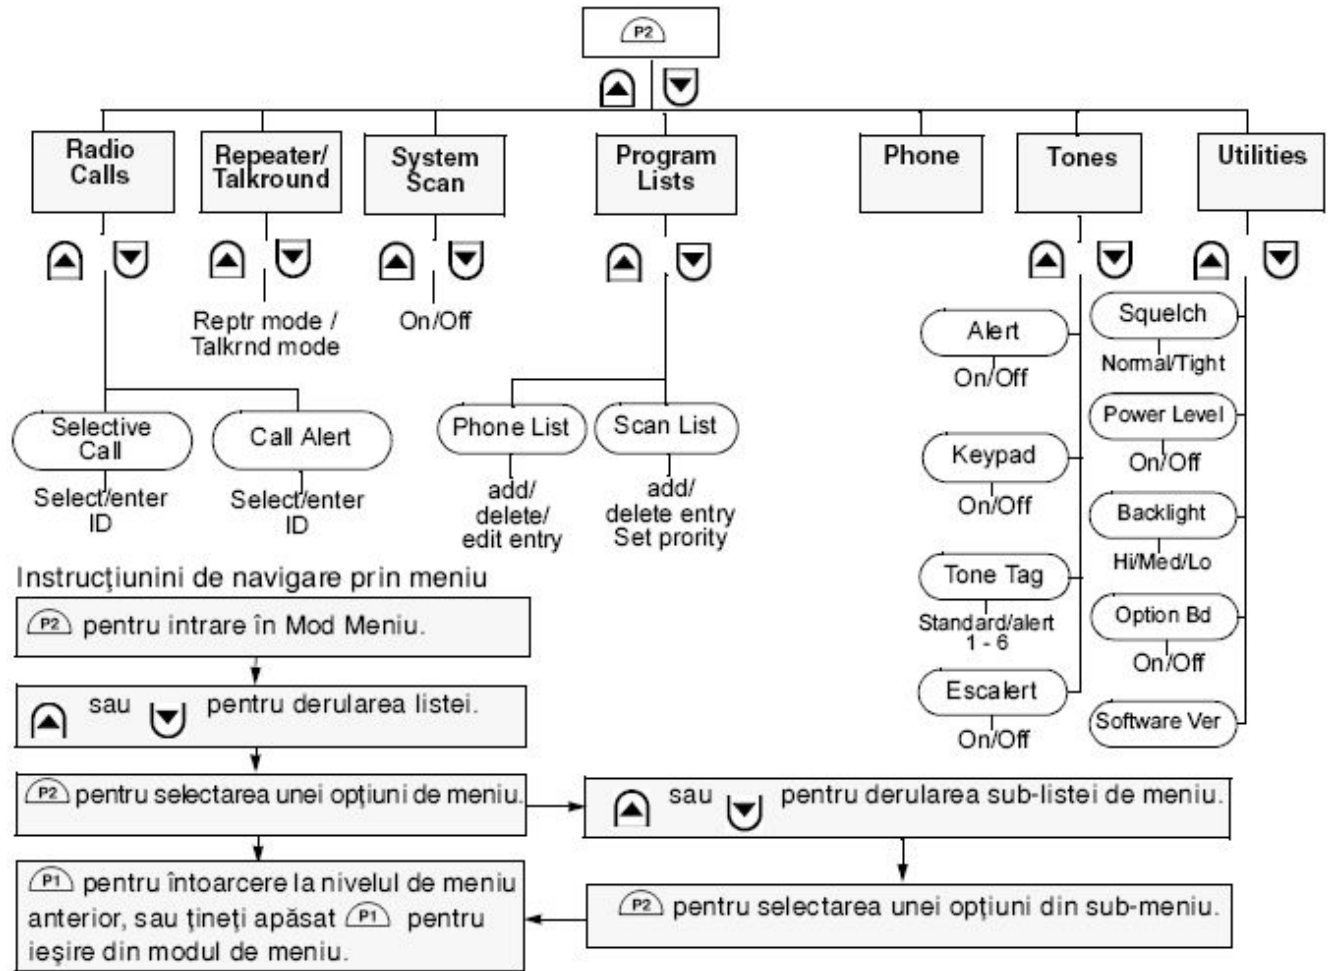 P2
Radio
Calls
Repeater/
Talkround
System
Scan
Program
Lists
Phone
Tones
Utilities
Reptr mode /
Talkrnd mode
On/Off
Selective
Call
Select/enter
ID
Call Alert
Select/enter
ID
Phone List
add/
delete/
edit entry
Scan List
add/
delete entry
Set prority
Alert
On/Off
Keypad
On/Off
Tone Tag
Standard/alert
1 - 6
Escalert
On/Off
Squelch
Normal/Tight
Power Level
On/Off
Backlight
Hi/Med/Lo
Option Bd
On/Off
Software Ver
Instrucţiunini de navigare prin meniu
P2 pentru intrare în Mod Meniu.
sau pentru derularea listei.
P2 pentru selectarea unei opţiuni de meniu.
sau pentru derularea sub-listei de meniu.
P2 pentru selectarea unei opţiuni din sub-meniu.
P1 pentru întoarcere la nivelul de meniu
anterior, sau ţineţi apăsat P1 pentru
ieşire din modul de meniu.